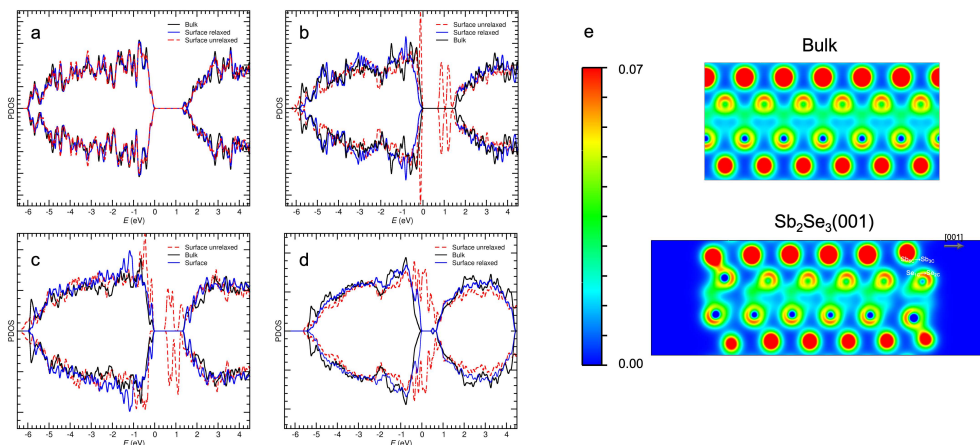 a
Bulk
Surface relaxed
Surface unrelaxed
PDOS
-6 -5 -4 -3 -2 -1 0 1 2 3 4
E (eV)
b
Surface unrelaxed
Surface relaxed
Bulk
PDOS
-6 -5 -4 -3 -2 -1 0 1 2 3 4
E (eV)
c
Surface unrelaxed
Bulk
Surface
PDOS
-6 -5 -4 -3 -2 -1 0 1 2 3 4
E (eV)
d
Surface unrelaxed
Bulk
Surface relaxed
PDOS
-6 -5 -4 -3 -2 -1 0 1 2 3 4
E (eV)
e
0.07
0.00
Bulk
Sb₂Se₃(001)
[001]